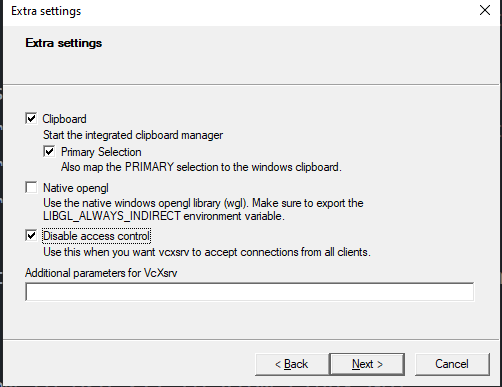 Extra settings
Extra settings
Clipboard
Start the integrated clipboard manager
Primary Selection
Also map the PRIMARY selection to the windows clipboard.
Native opengl
Use the native windows opengl library (wgl). Make sure to export the
LIBGL_ALWAYS_INDIRECT environment variable.
Disable access control
Use this when you want vcxsrv to accept connections from all clients.
Additional parameters for VcXsrv
< Back
Next >
Cancel